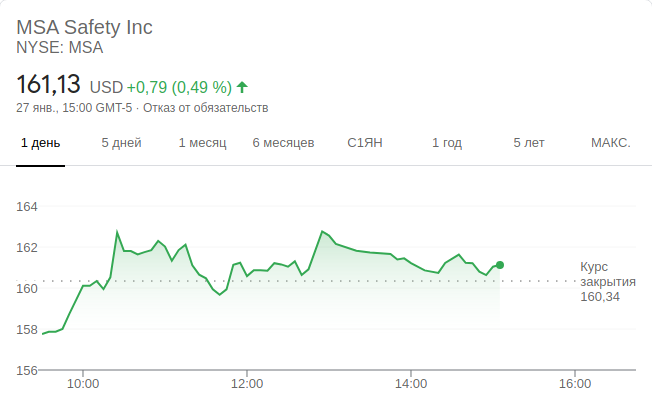 MSA Safety Inc
NYSE: MSA
161,13 USD +0,79 (0,49 %)
27 янв., 15:00 GMT-5 · Отказ от обязательств
1 день 5 дней 1 месяц 6 месяцев С1ЯН 1 год 5 лет МАКС.
164
162
Курс
160 закрытия
160,34
158
156
10:00 12:00 14:00 16:00